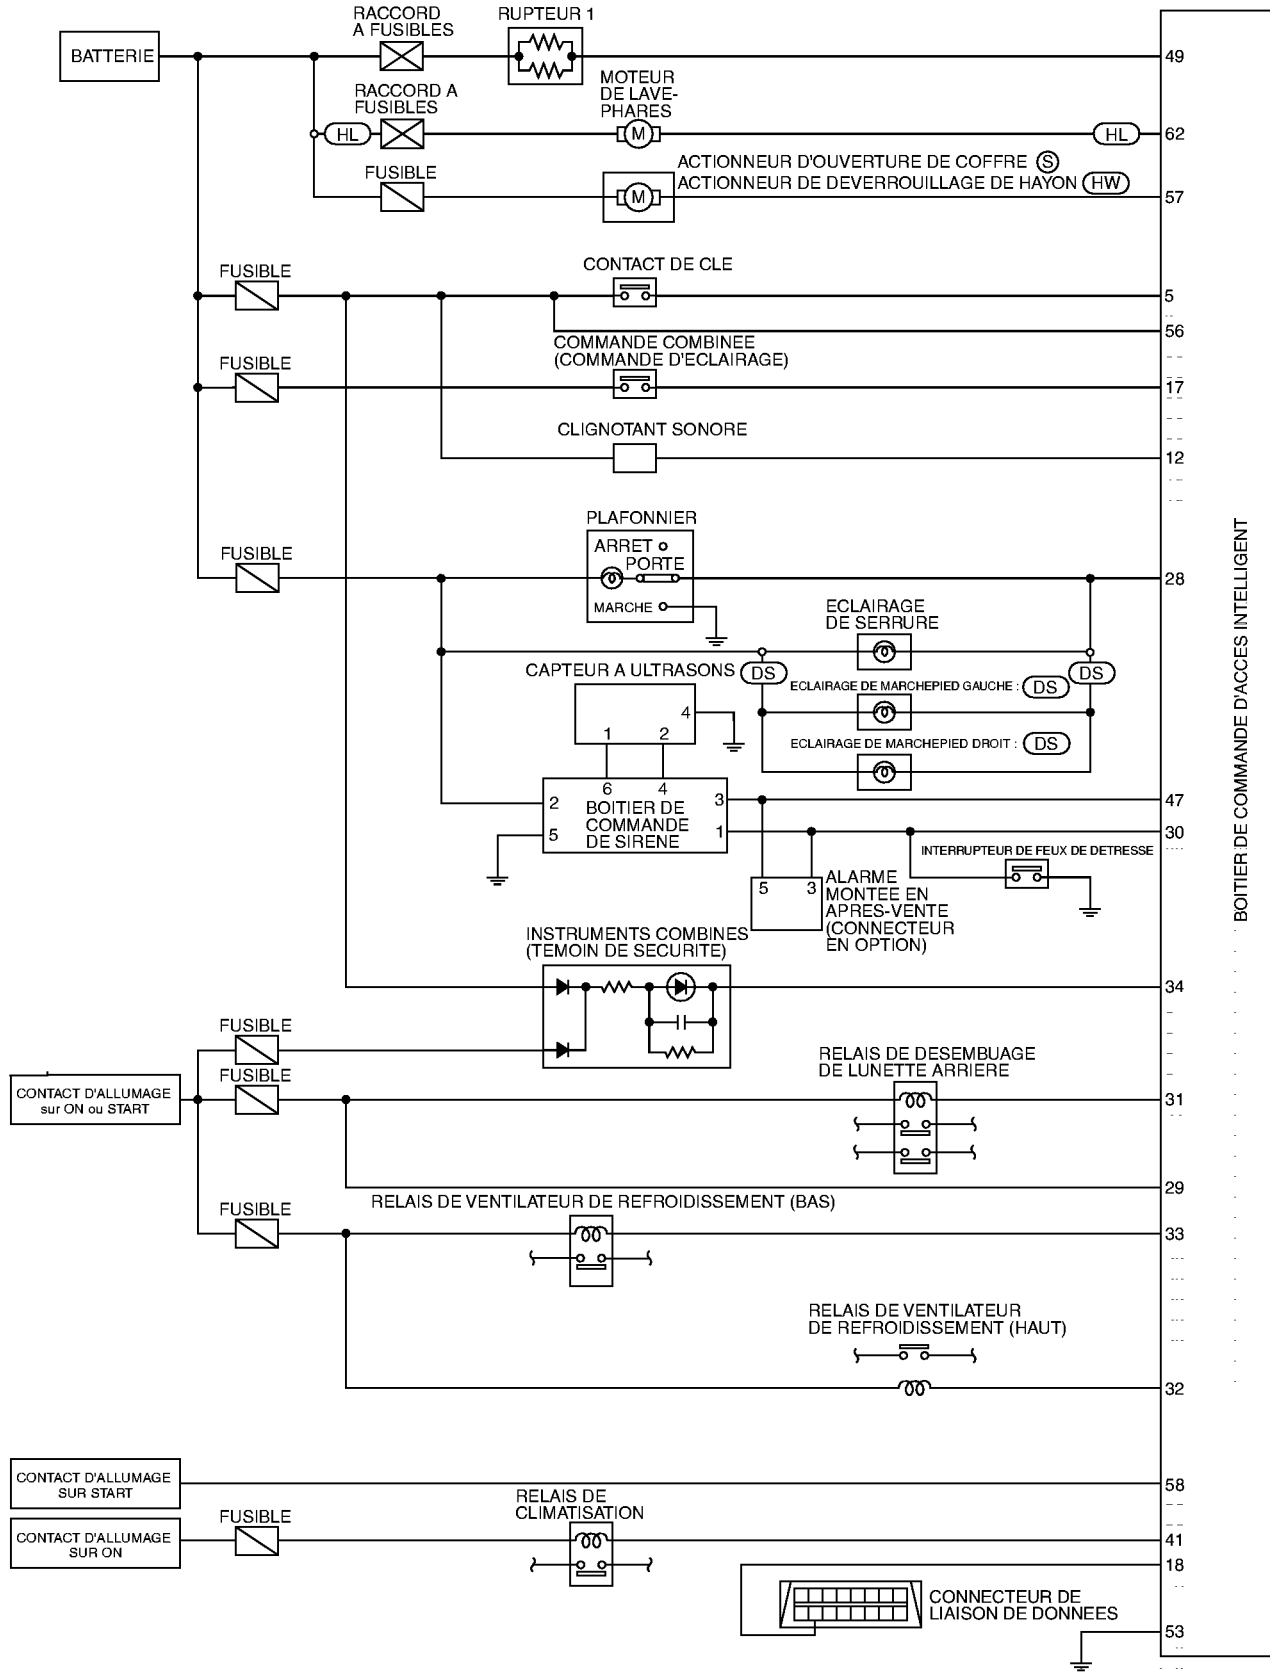 RACCORD
A FUSIBLES
RUPTEUR 1
BATTERIE
49
RACCORD A
FUSIBLES
MOTEUR
DE LAVE-
PHARES
HL
M
HL
62
ACTIONNEUR D'OUVERTURE DE COFFRE S
FUSIBLE
ACTIONNEUR DE DEVERROUILLAGE DE HAYON HW
M
57
FUSIBLE
CONTACT DE CLE
5
56
COMMANDE COMBINEE
(COMMANDE D'ECLAIRAGE)
FUSIBLE
17
CLIGNOTANT SONORE
12
PLAFONNIER
ARRET
PORTE
MARCHE
FUSIBLE
28
ECLAIRAGE
DE SERRURE
CAPTEUR A ULTRASONS
DS
DS
ECLAIRAGE DE MARCHEPIED GAUCHE : DS
4
1 2
ECLAIRAGE DE MARCHEPIED DROIT : DS
6 4
2
BOITIER DE
COMMANDE
DE SIRENE
3
47
5
1
30
INTERRUPTEUR DE FEUX DE DETRESSE
5 3
ALARME
MONTEE EN
APRES-VENTE
(CONNECTEUR
EN OPTION)
INSTRUMENTS COMBINES
(TEMOIN DE SECURITE)
34
FUSIBLE
RELAIS DE DESEMBUAGE
DE LUNETTE ARRIERE
FUSIBLE
CONTACT D'ALLUMAGE
sur ON ou START
31
29
RELAIS DE VENTILATEUR DE REFROIDISSEMENT (BAS)
FUSIBLE
33
RELAIS DE VENTILATEUR
DE REFROIDISSEMENT (HAUT)
32
CONTACT D'ALLUMAGE
SUR START
58
RELAIS DE
CLIMATISATION
FUSIBLE
CONTACT D'ALLUMAGE
SUR ON
41
18
CONNECTEUR DE
LIAISON DE DONNEES
53
BOITIER DE COMMANDE D'ACCES INTELLIGENT